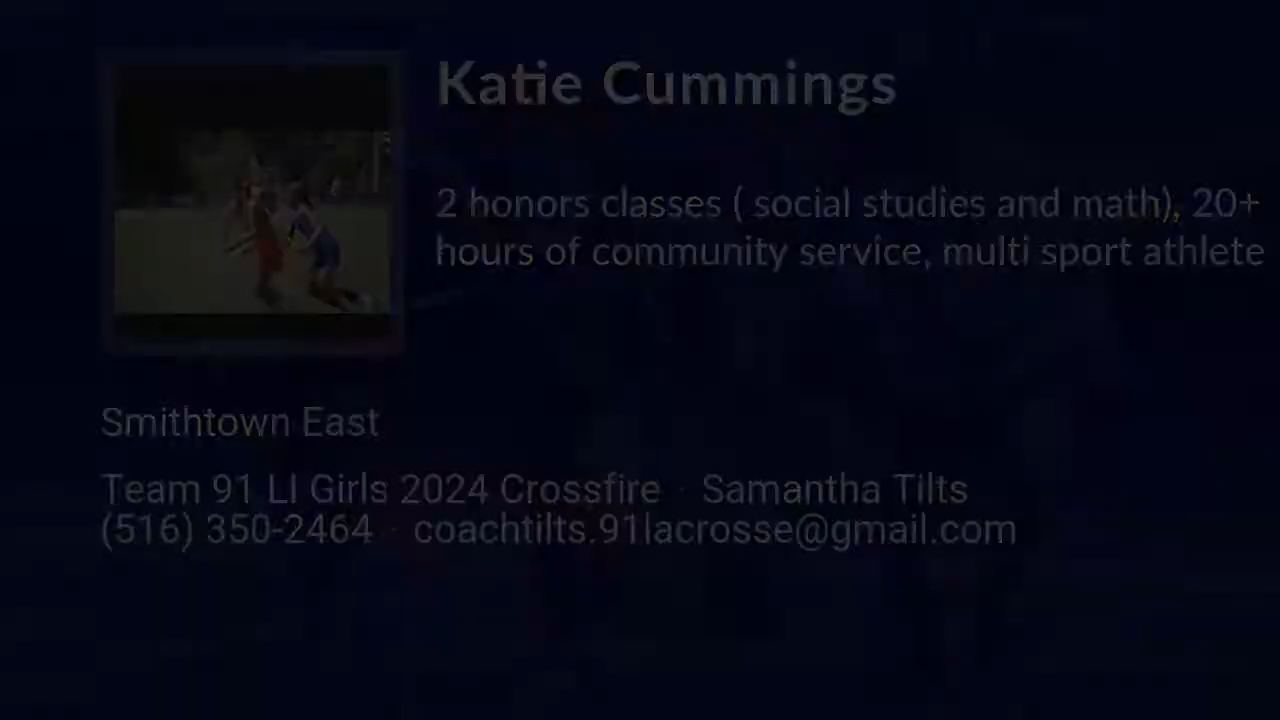 Katie Cummings
2 honors classes ( social studies and math), 20+
hours of community service, multi sport athlete
Smithtown East
Team 91 LI Girls 2024 Crossfire · Samantha Tilts
(516) 350-2464 · coachtilts.91lacrosse@gmail.com